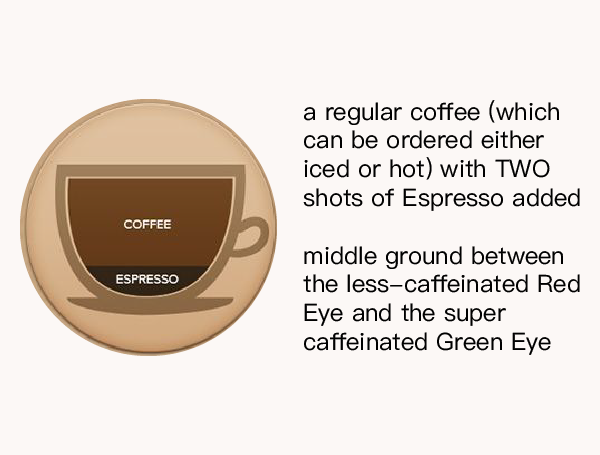 COFFEE
ESPRESSO
a regular coffee (which
can be ordered either
iced or hot) with TWO
shots of Espresso added
middle ground between
the less-caffeinated Red
Eye and the super
caffeinated Green Eye